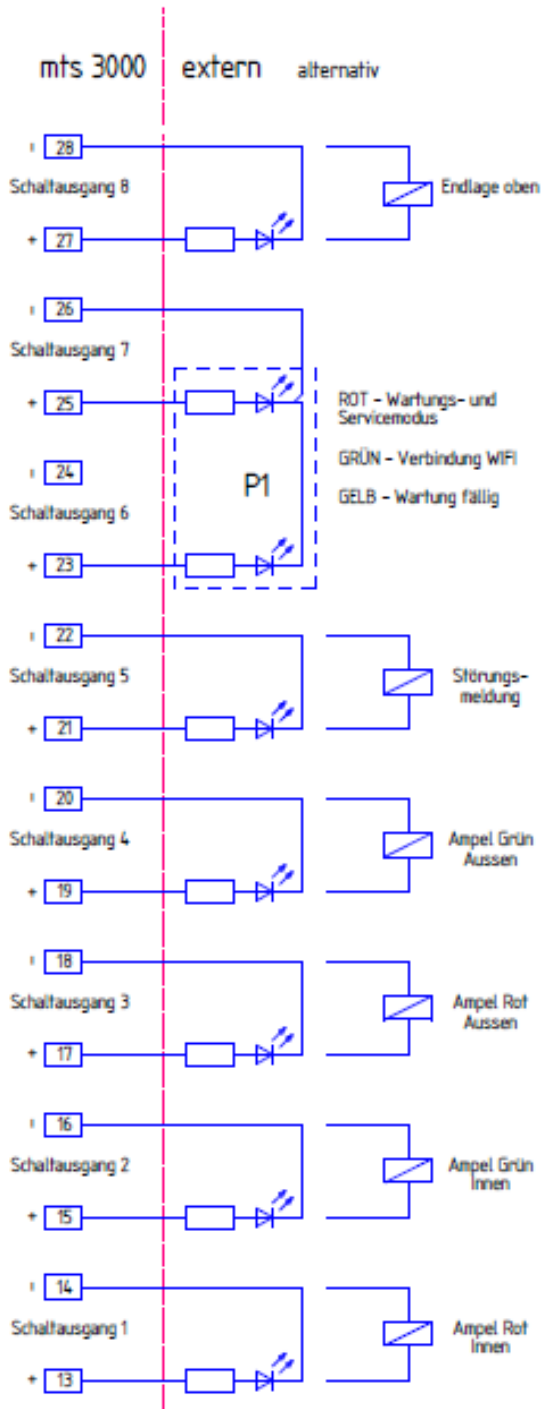 mts 3000 extern alternativ
- 28
Schaltausgang 8 Endlage oben
+ 27
- 26
Schaltausgang 7
+ 25 ROT - Wartungs- und
Servicemodus
- 24 P1 GRÜN - Verbindung WIFI
Schaltausgang 6 GELB - Wartung fällig
+ 23
- 22
Schaltausgang 5 Störungs-
meldung
+ 21
- 20
Schaltausgang 4 Ampel Grün
Aussen
+ 19
- 18
Schaltausgang 3 Ampel Rot
Aussen
+ 17
- 16
Schaltausgang 2 Ampel Grün
Innen
+ 15
- 14
Schaltausgang 1 Ampel Rot
Innen
+ 13